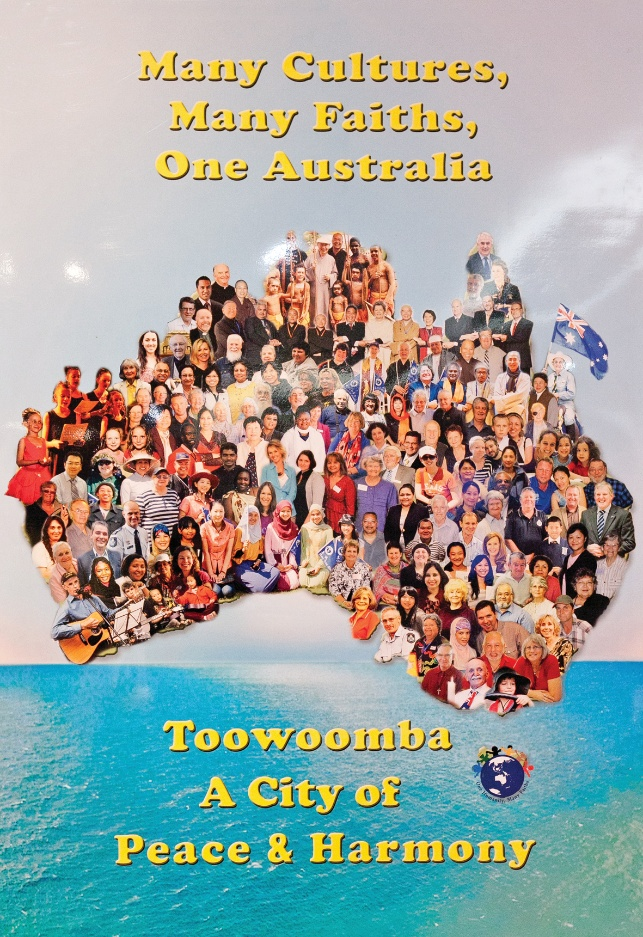 Many Cultures,
Many Faiths,
One Australia
Toowoomba
A City of
Peace & Harmony